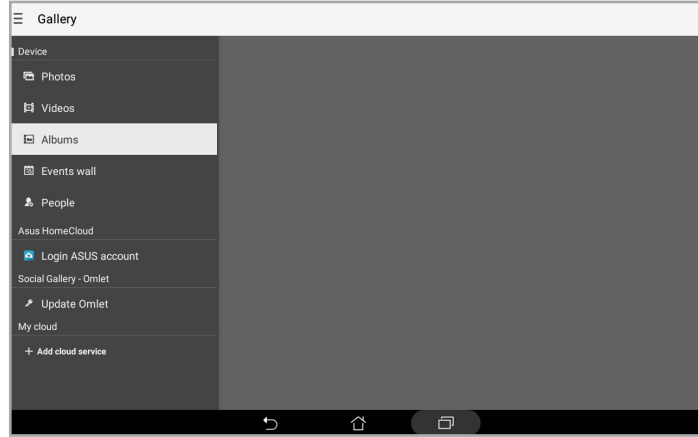 Gallery
Device
Photos
Videos
Albums
Events wall
People
Asus HomeCloud
Login ASUS account
Social Gallery - Omlet
Update Omlet
My cloud
+ Add cloud service